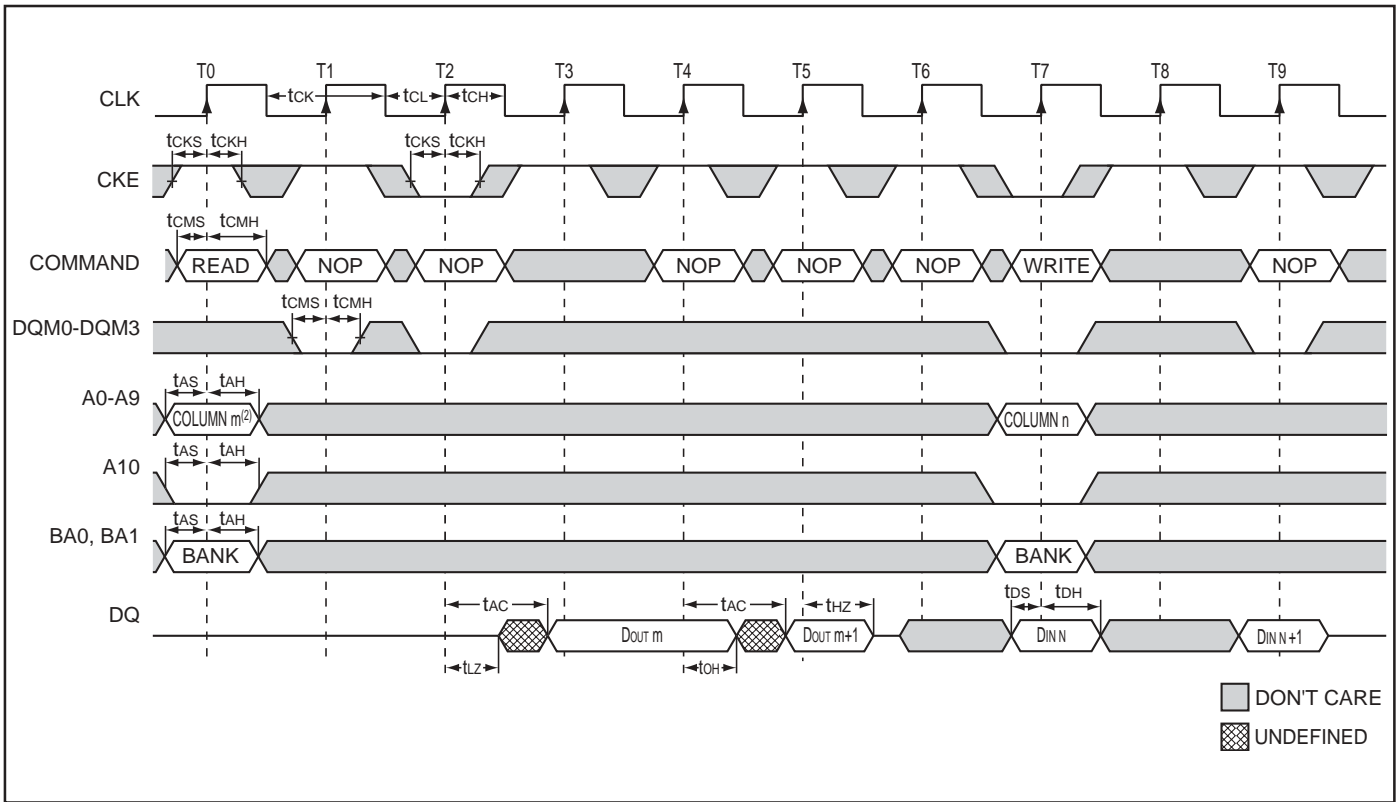 T0 T1 T2 T3 T4 T5 T6 T7 T8 T9
CLK tCK tCL tCH
tCKS tCKH tCKS tCKH
CKE
tCMS tCMH
COMMAND READ NOP NOP NOP NOP NOP WRITE NOP
tCMS tCMH
DQM0-DQM3
tAS tAH
A0-A9 COLUMN m(2) COLUMN n
tAS tAH
A10
tAS tAH
BA0, BA1 BANK BANK
tAC tAC tHZ tDS tDH
DQ DOUT m DOUT m+1 DIN N DIN N+1
tLZ tOH
DON'T CARE
UNDEFINED